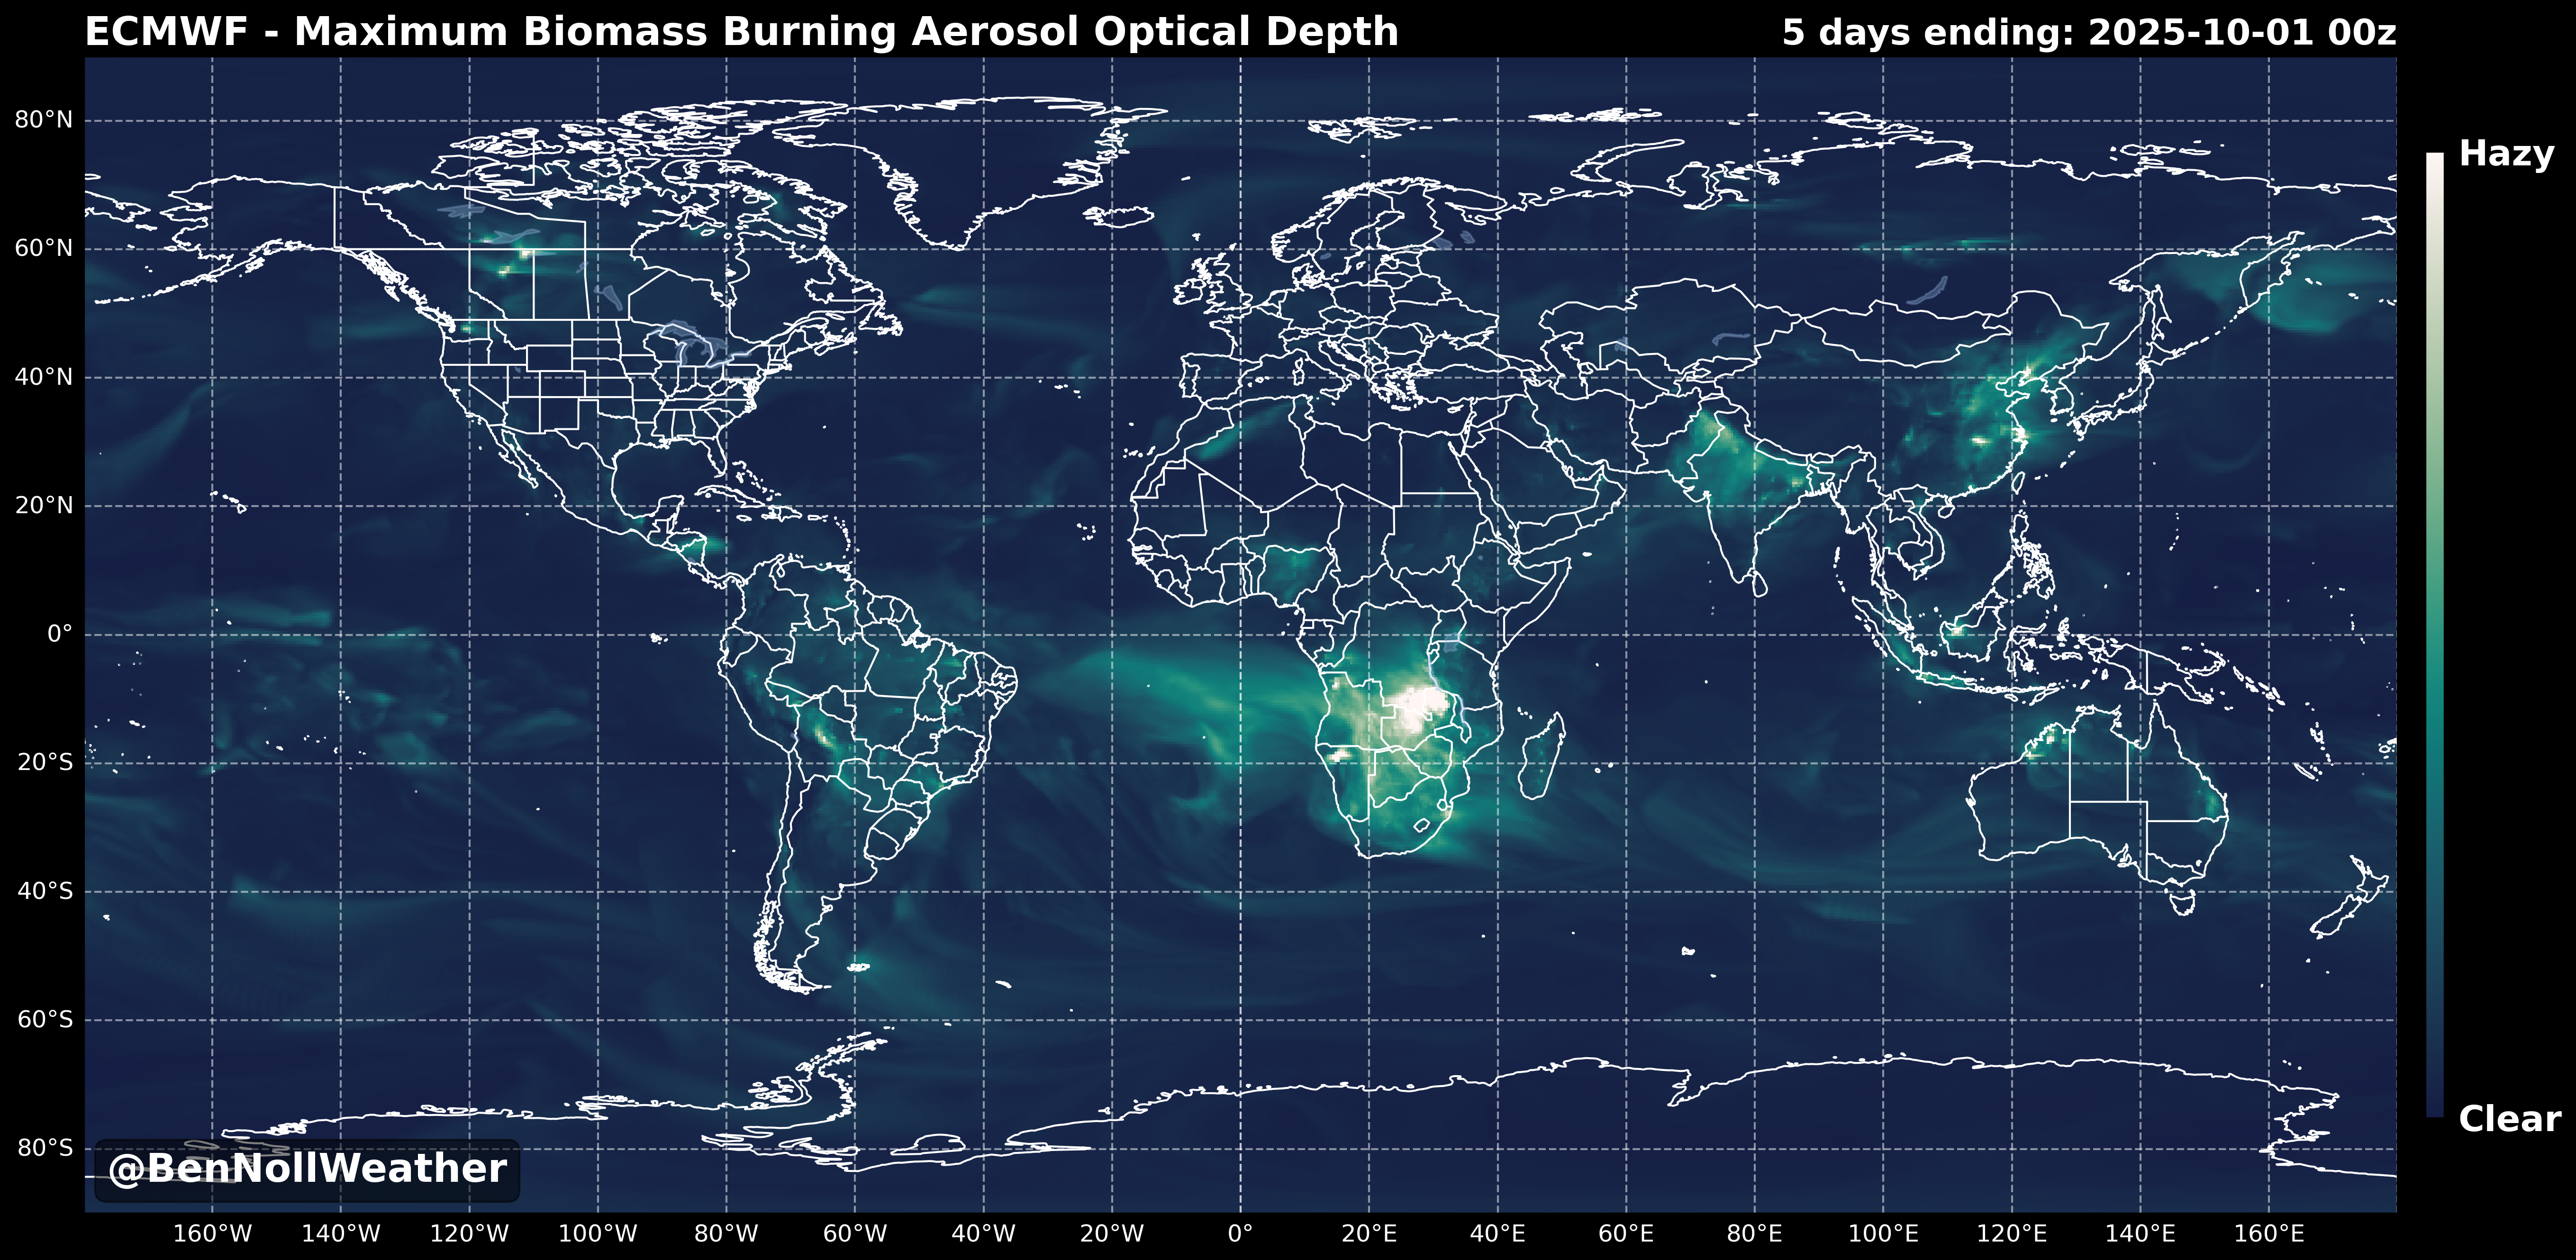 ECMWF - Maximum Biomass Burning Aerosol Optical Depth
5 days ending: 2025-10-01 00z
80°N
60°N
40°N
20°N
0°
20°S
40°S
60°S
80°S
Hazy
Clear
@BenNollWeather
160°W 140°W 120°W 100°W 80°W 60°W 40°W 20°W 0° 20°E 40°E 60°E 80°E 100°E 120°E 140°E 160°E